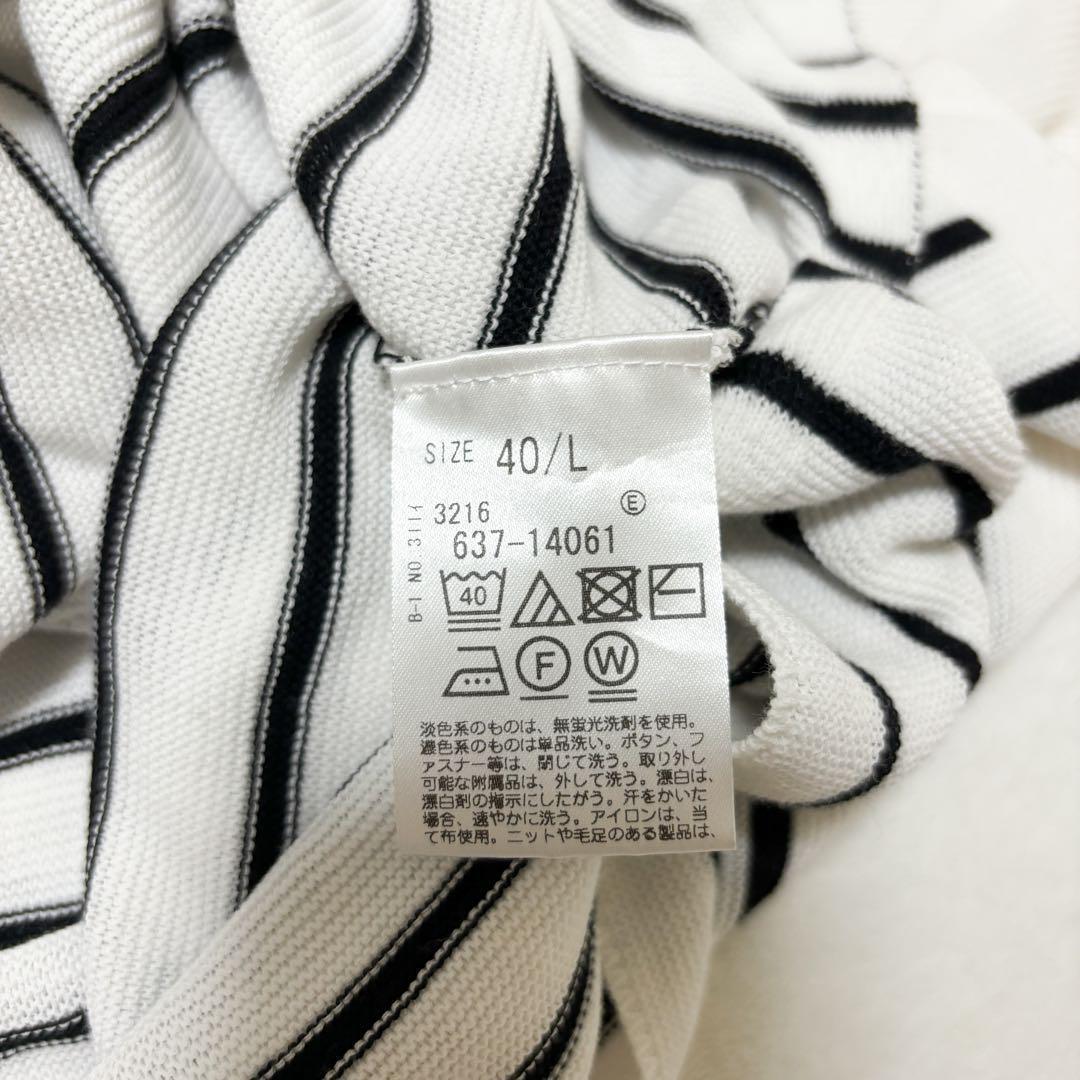 SIZE 40/L
3216 Ⓔ
637-14061
B-1 NO.311イ
40
F W
淡色系のものは、無蛍光洗剤を使用。
濃色系のものは単品洗い。ボタン、フ
ァスナー等は、閉じて洗う。取り外し
可能な附属品は、外して洗う。漂白は、
漂白剤の指示にしたがう。汗をかいた
場合、速やかに洗う。アイロンは、当
て布使用。ニットや毛足のある製品は、